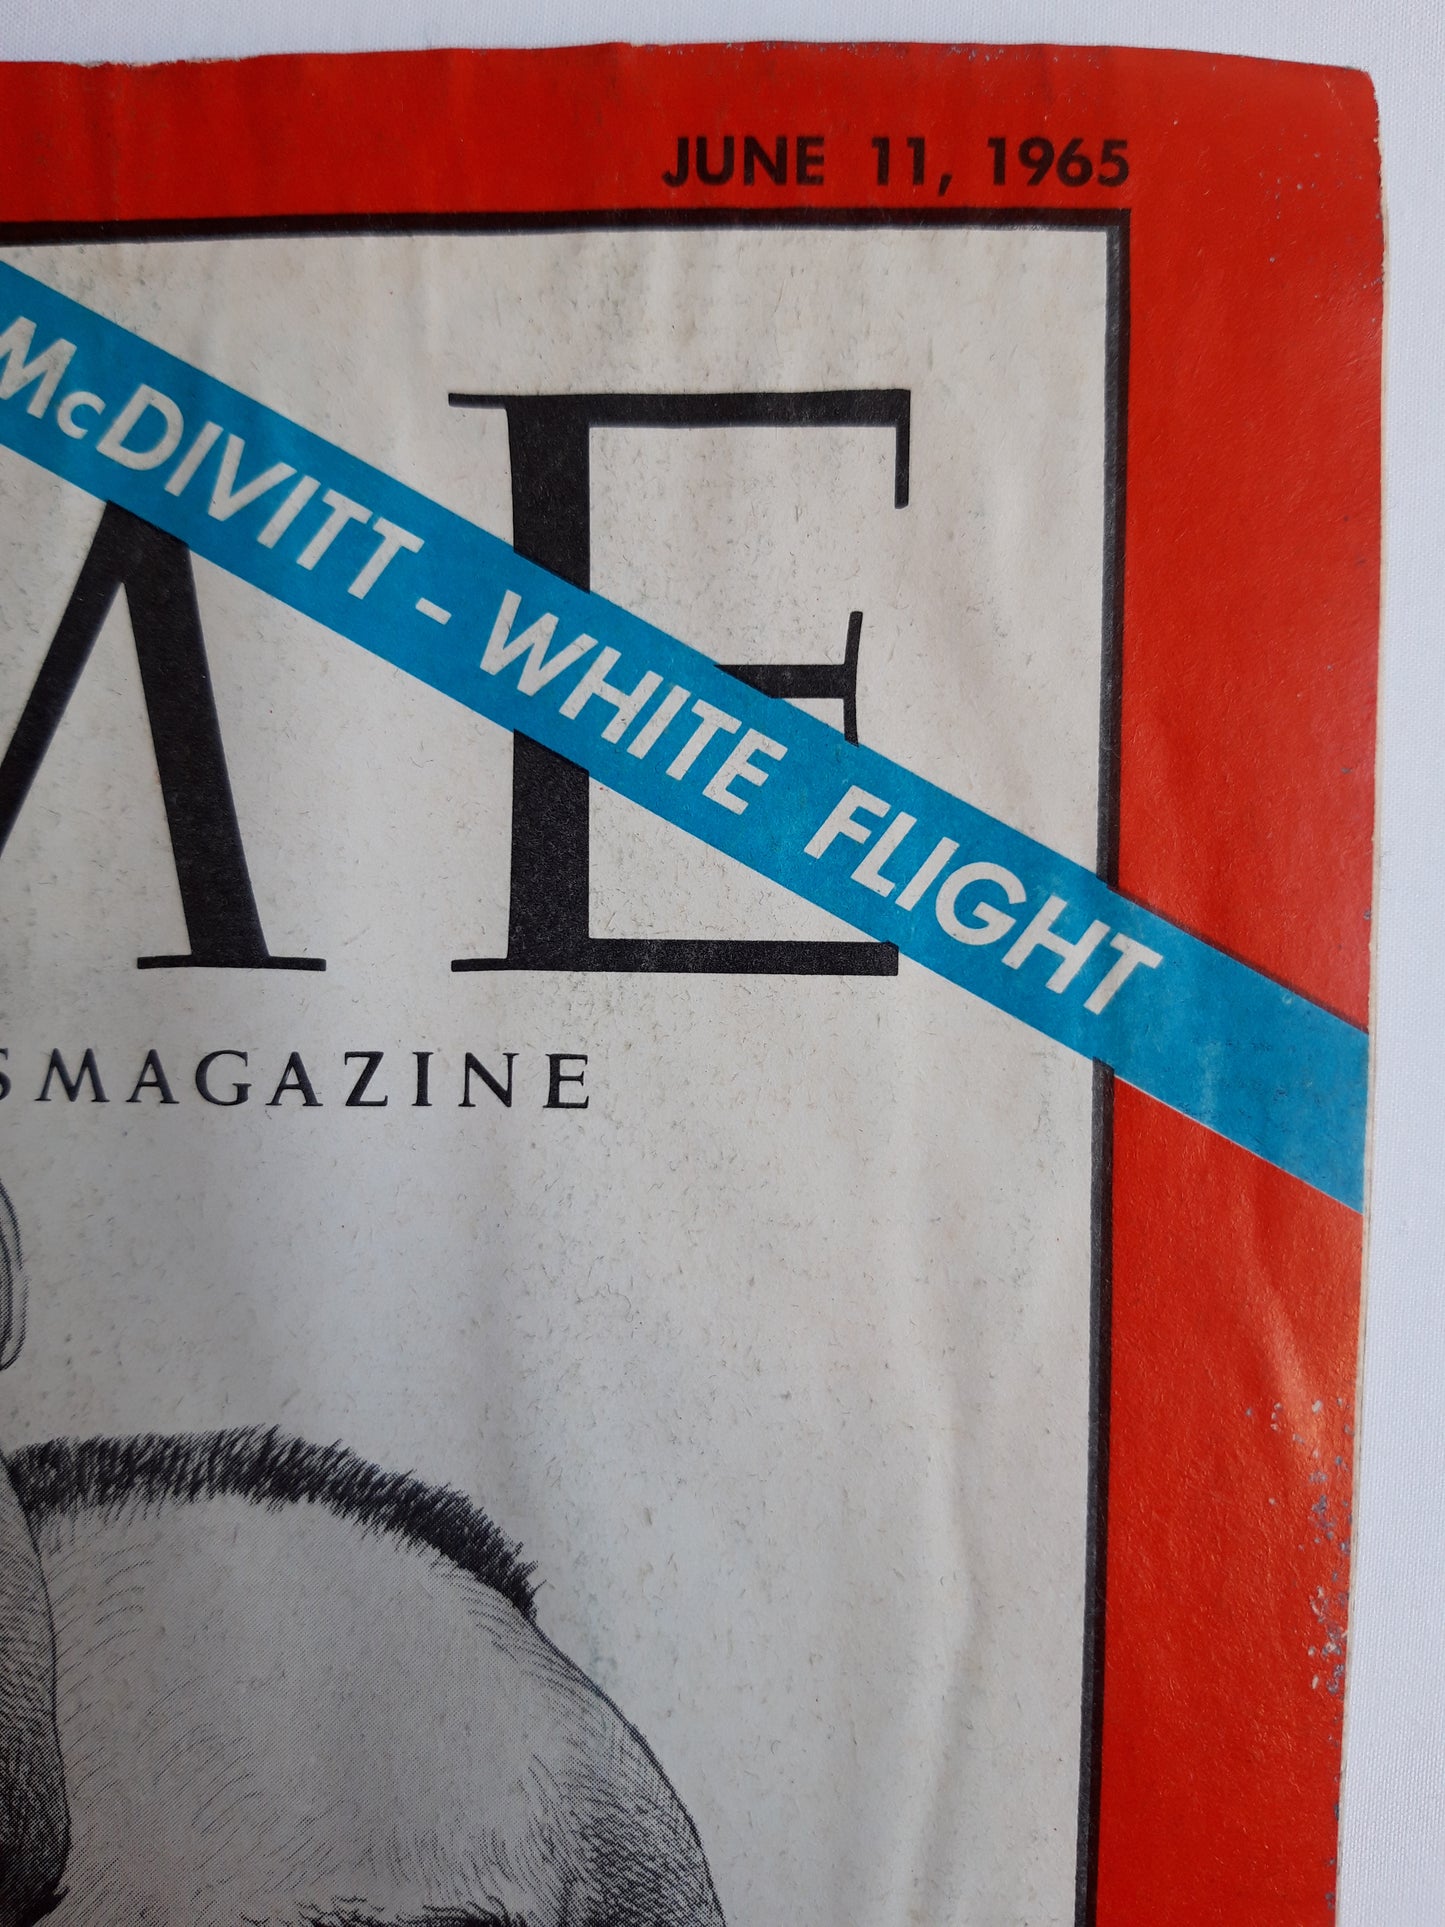 JUNE 11, 1965
McDIVITT - WHITE FLIGHT
ME
SMAGAZINE